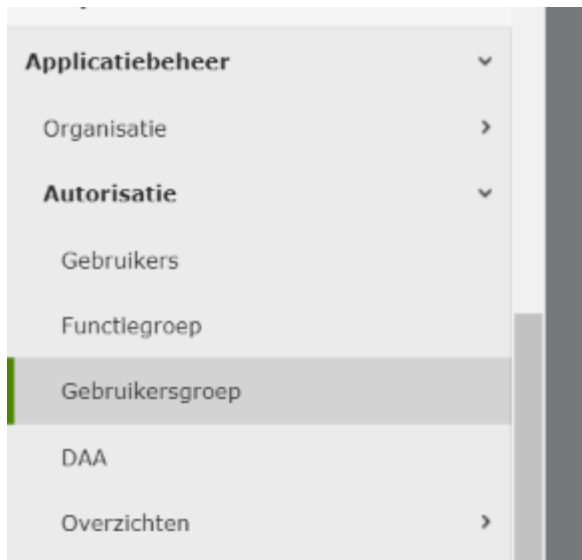 Applicatiebeheer
Organisatie
Autorisatie
Gebruikers
Functiegroep
Gebruikersgroep
DAA
Overzichten